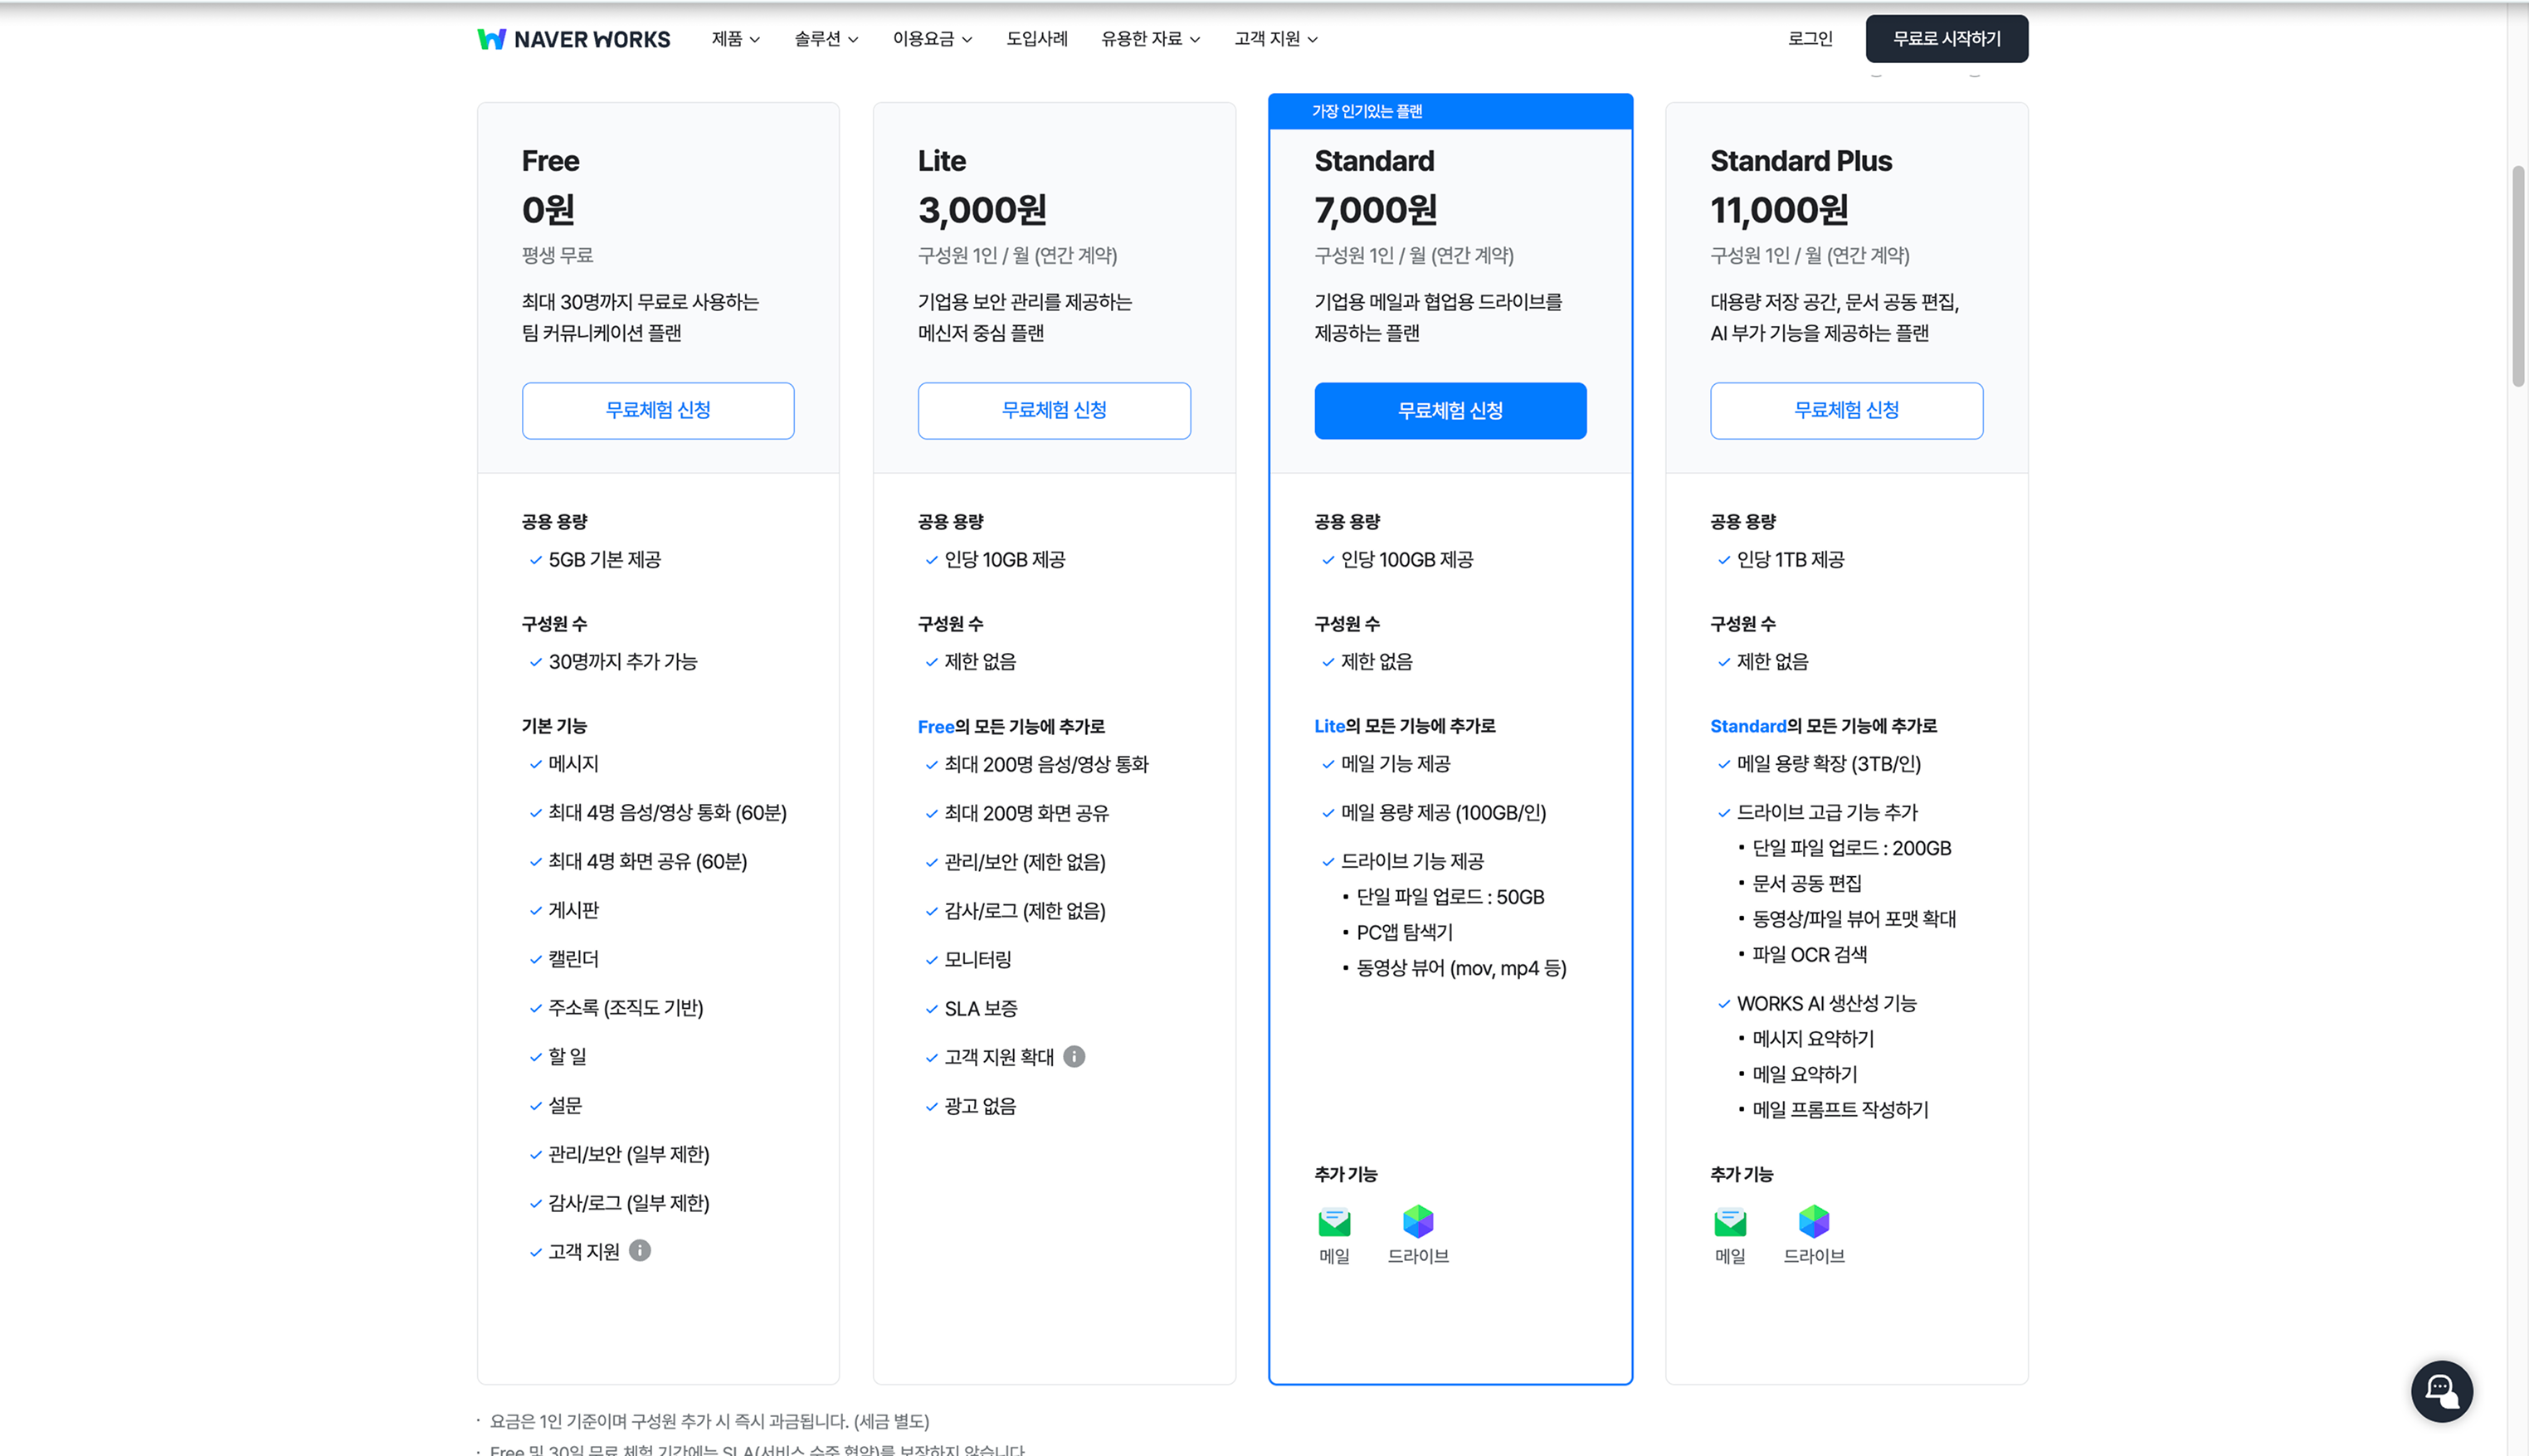 NAVER WORKS 제품 솔루션 이용요금 도입사례 유용한 자료 고객 지원 로그인 무료로 시작하기
Free
0원
평생 무료
최대 30명까지 무료로 사용하는
팀 커뮤니케이션 플랜
무료체험 신청
공용 용량
5GB 기본 제공
구성원 수
30명까지 추가 가능
기본 기능
메시지
최대 4명 음성/영상 통화 (60분)
최대 4명 화면 공유 (60분)
게시판
캘린더
주소록 (조직도 기반)
할 일
설문
관리/보안 (일부 제한)
감사/로그 (일부 제한)
고객 지원
Lite
3,000원
구성원 1인 / 월 (연간 계약)
기업용 보안 관리를 제공하는
메신저 중심 플랜
무료체험 신청
공용 용량
인당 10GB 제공
구성원 수
제한 없음
Free의 모든 기능에 추가로
최대 200명 음성/영상 통화
최대 200명 화면 공유
관리/보안 (제한 없음)
감사/로그 (제한 없음)
모니터링
SLA 보증
고객 지원 확대
광고 없음
가장 인기있는 플랜
Standard
7,000원
구성원 1인 / 월 (연간 계약)
기업용 메일과 협업용 드라이브를
제공하는 플랜
무료체험 신청
공용 용량
인당 100GB 제공
구성원 수
제한 없음
Lite의 모든 기능에 추가로
메일 기능 제공
메일 용량 제공 (100GB/인)
드라이브 기능 제공
• 단일 파일 업로드 : 50GB
• PC앱 탐색기
• 동영상 뷰어 (mov, mp4 등)
추가 기능
메일 드라이브
Standard Plus
11,000원
구성원 1인 / 월 (연간 계약)
대용량 저장 공간, 문서 공동 편집,
AI 부가 기능을 제공하는 플랜
무료체험 신청
공용 용량
인당 1TB 제공
구성원 수
제한 없음
Standard의 모든 기능에 추가로
메일 용량 확장 (3TB/인)
드라이브 고급 기능 추가
• 단일 파일 업로드 : 200GB
• 문서 공동 편집
• 동영상/파일 뷰어 포맷 확대
• 파일 OCR 검색
WORKS AI 생산성 기능
• 메시지 요약하기
• 메일 요약하기
• 메일 프롬프트 작성하기
추가 기능
메일 드라이브
· 요금은 1인 기준이며 구성원 추가 시 즉시 과금됩니다. (세금 별도)
· Free 및 30일 무료 체험 기간에는 SLA(서비스 수준 협약)를 보장하지 않습니다.